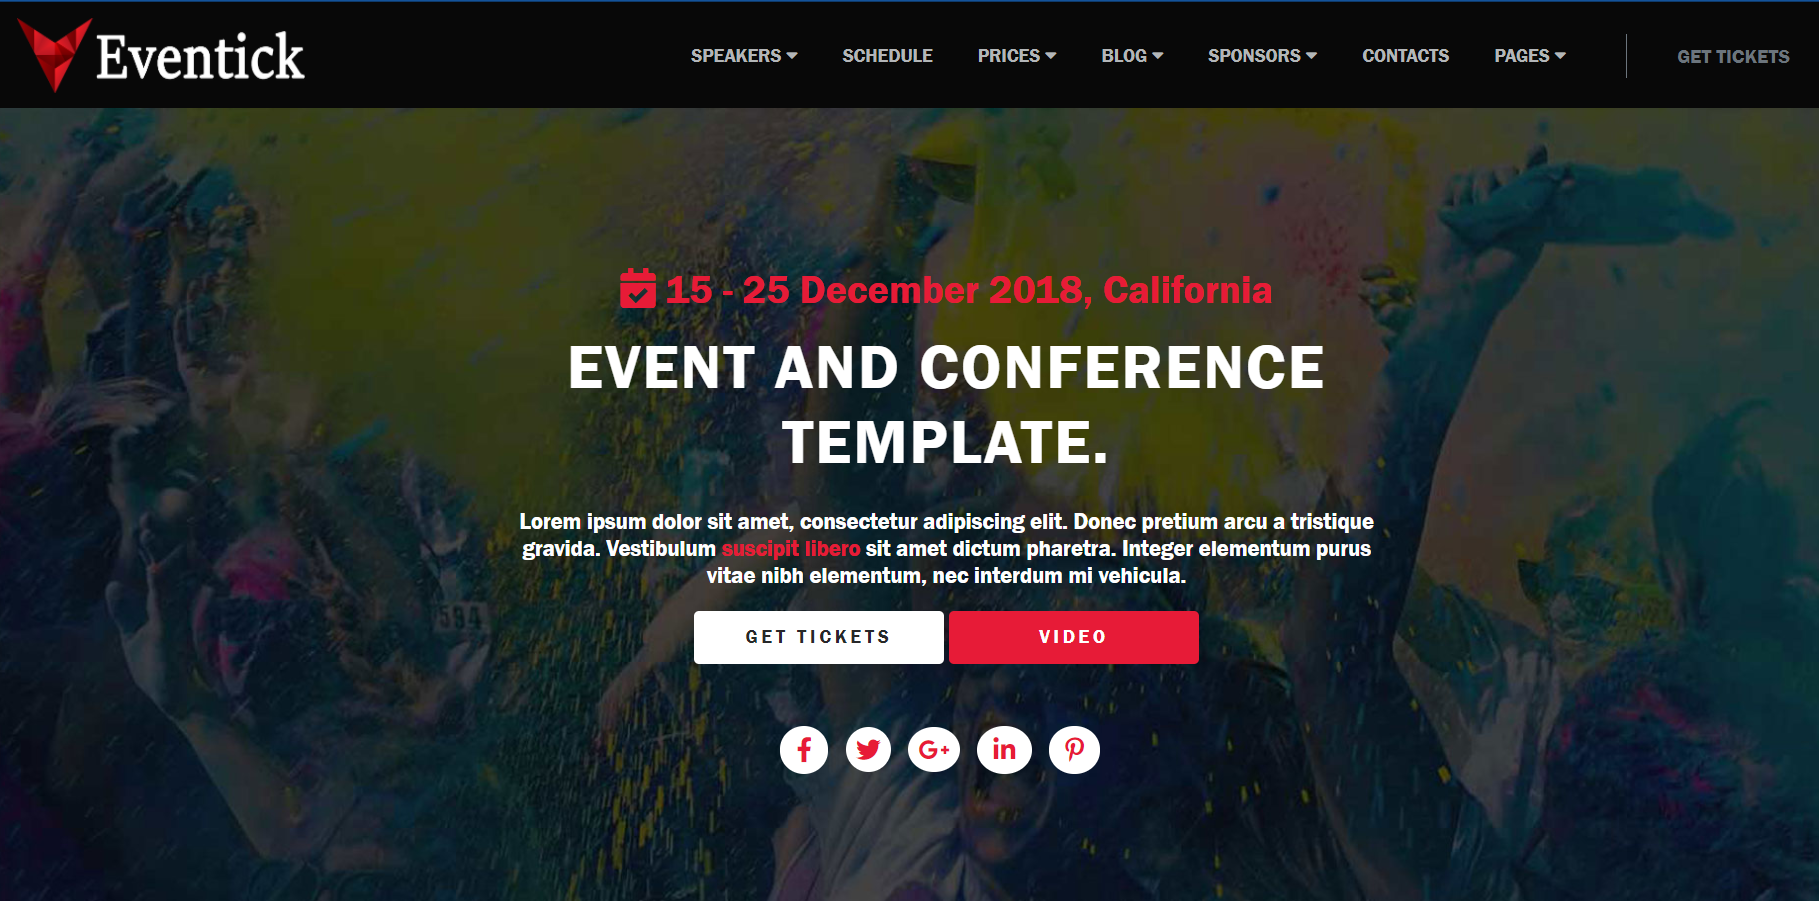 Eventick
SPEAKERS
SCHEDULE
PRICES
BLOG
SPONSORS
CONTACTS
PAGES
GET TICKETS
15 - 25 December 2018, California
EVENT AND CONFERENCE
TEMPLATE.
Lorem ipsum dolor sit amet, consectetur adipiscing elit. Donec pretium arcu a tristique
gravida. Vestibulum suscipit libero sit amet dictum pharetra. Integer elementum purus
vitae nibh elementum, nec interdum mi vehicula.
594
GET TICKETS
VIDEO
f
G+
in